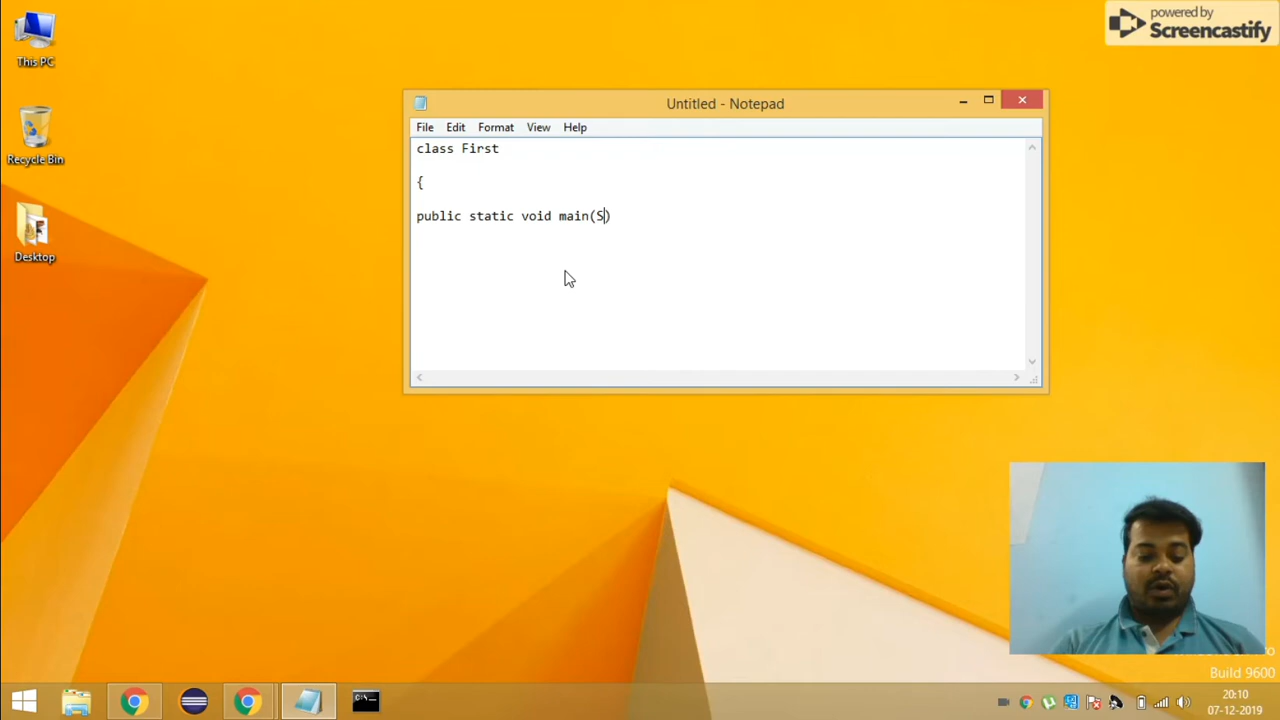 powered by
Screencastify
This PC
Recycle Bin
Desktop
Untitled - Notepad
File Edit Format View Help
class First
{
public static void main(S)
Build 9600
20:10
07-12-2019